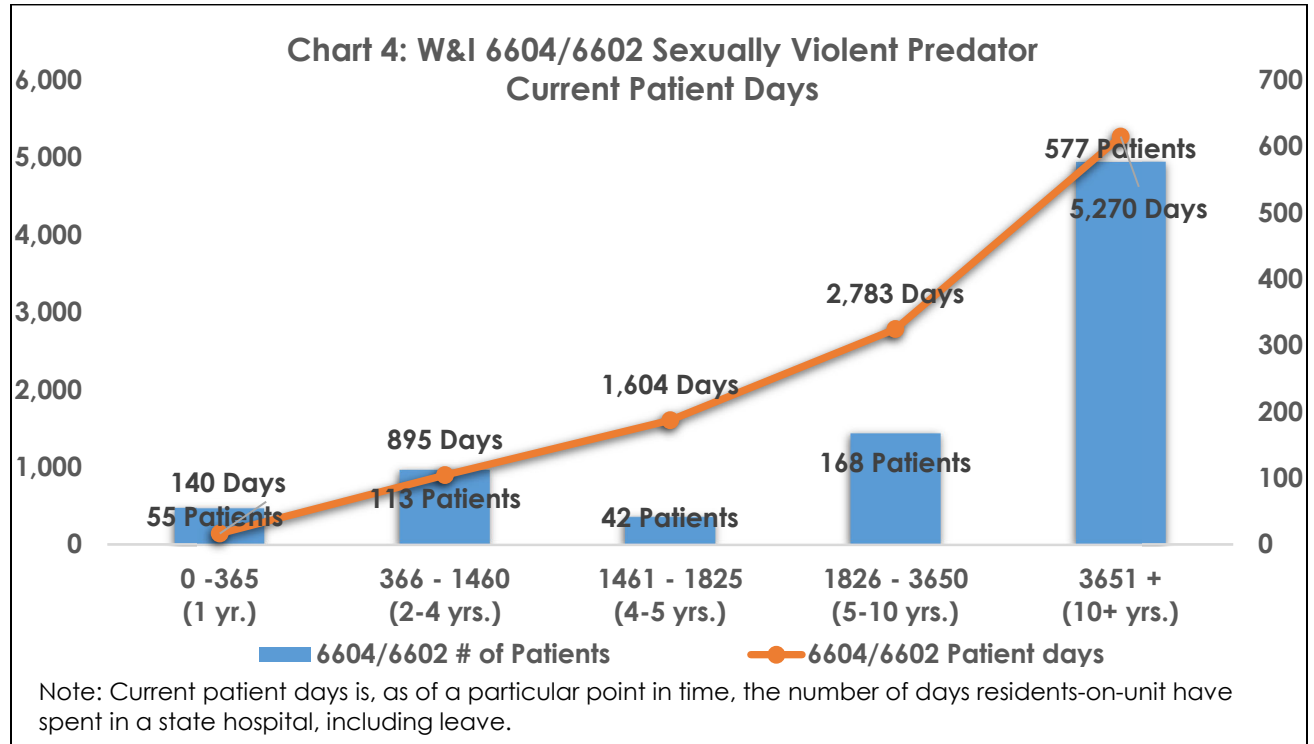 Chart 4: W&I 6604/6602 Sexually Violent Predator
Current Patient Days
6,000
5,000
4,000
3,000
2,000
1,000
0
700
600
500
400
300
200
100
0
140 Days
55 Patients
895 Days
113 Patients
1,604 Days
42 Patients
2,783 Days
168 Patients
577 Patients
5,270 Days
0 -365
(1 yr.)
366 - 1460
(2-4 yrs.)
1461 - 1825
(4-5 yrs.)
1826 - 3650
(5-10 yrs.)
3651 +
(10+ yrs.)
6604/6602 # of Patients
6604/6602 Patient days
Note: Current patient days is, as of a particular point in time, the number of days residents-on-unit have
spent in a state hospital, including leave.